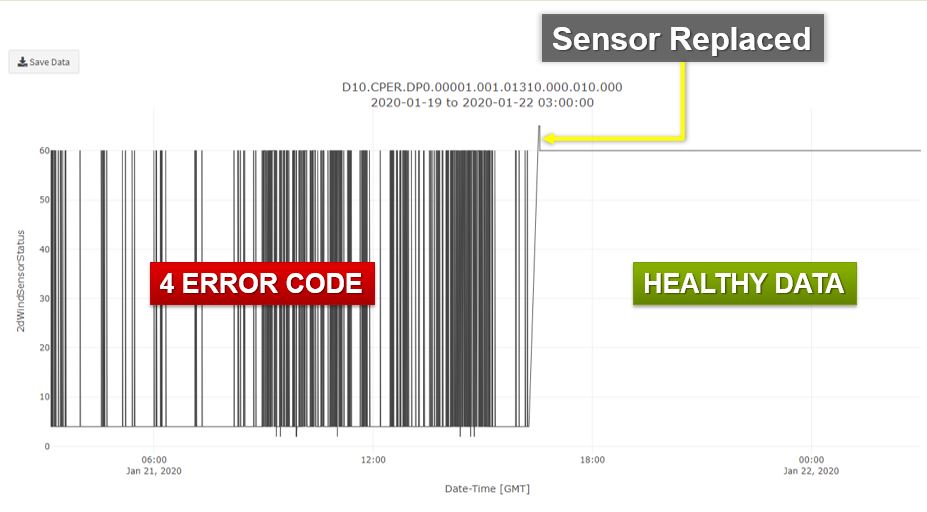 Sensor Replaced
Save Data
D10.CPER.DP0.00001.001.01310.000.010.000
2020-01-19 to 2020-01-22 03:00:00
2dWindSensorStatus
60
50
40
30
20
10
0
4 ERROR CODE
HEALTHY DATA
06:00
Jan 21, 2020
12:00
18:00
00:00
Jan 22, 2020
Date-Time [GMT]